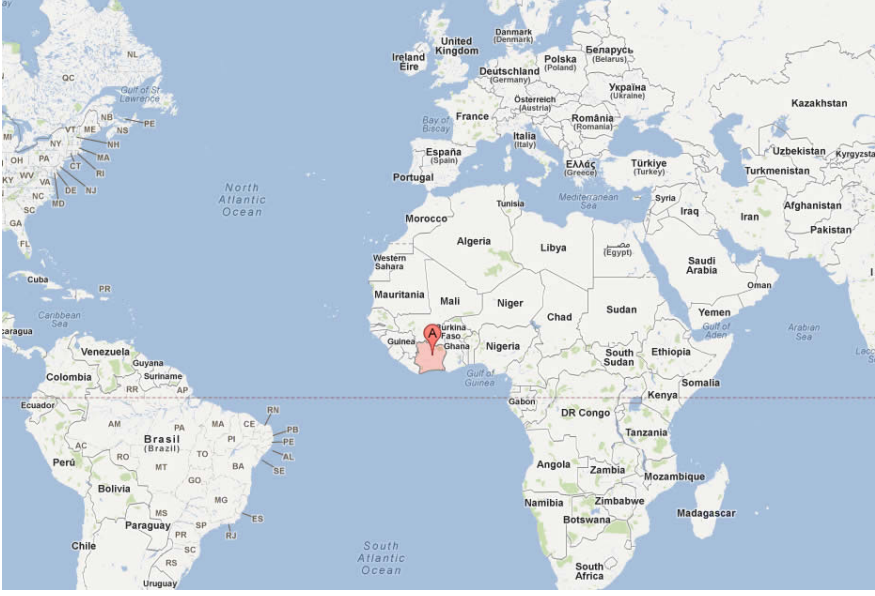 NL
QC
Gulf of St
Lawrence
NB
PE
NS
VT
ME
MI
NY
NH
MA
CT
RI
OH
PA
NJ
WV
KY
VA
DE
MD
NC
SC
GA
FL
North
Atlantic
Ocean
Cuba
PR
Caribbean
Sea
caragua
Venezuela
Guyana
Suriname
Colombia
RR
AP
Ecuador
AM
PA
MA
CE
RN
PB
PE
AL
SE
PI
Brasil
(Brazil)
TO
AC
RO
MT
BA
Perú
GO
Bolivia
MG
MS
ES
SP
RJ
Paraguay
PR
SC
RS
Chile
Uruguay
South
Atlantic
Ocean
Ireland
Éire
United
Kingdom
Danmark
(Denmark)
Deutschland
(Germany)
Polska
(Poland)
Беларусь
(Belarus)
Україна
(Ukraine)
Österreich
(Austria)
France
Bay of
Biscay
România
(Romania)
Italia
(Italy)
España
(Spain)
Portugal
Ελλάς
(Greece)
Türkiye
(Turkey)
Kazakhstan
Uzbekistan
Kyrgyzsta
Turkmenistan
Mediterranean
Sea
Syria
Iraq
Iran
Afghanistan
Pakistan
Tunisia
Morocco
Algeria
Libya
(Egypt)
Western
Sahara
Saudi
Arabia
Oman
Mauritania
Mali
Niger
Chad
Sudan
Yemen
Gulf of
Aden
Arabian
Sea
A
Burkina
Faso
Guinea
Ghana
Nigeria
South
Sudan
Ethiopia
Gulf of
Guinea
Somalia
Gabon
Kenya
DR Congo
Tanzania
Angola
Zambia
Mozambique
Namibia
Zimbabwe
Botswana
Madagascar
South
Africa